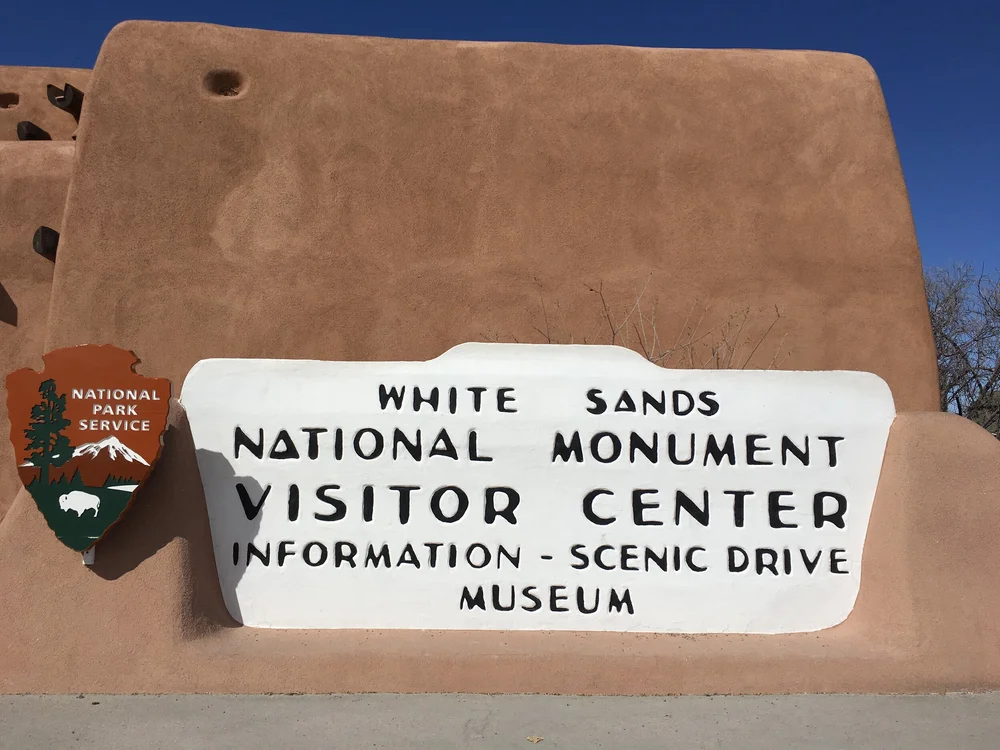 NATIONAL
PARK
SERVICE
WHITE SANDS
NATIONAL MONUMENT
VISITOR CENTER
INFORMATION - SCENIC DRIVE
MUSEUM